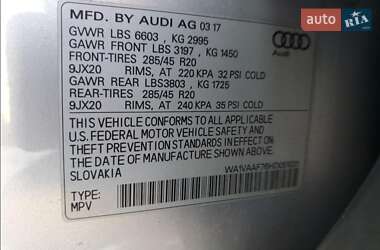 auto RIA.com
MFD. BY AUDI AG 03 17
GVWR LBS 6603 , KG 2995
GAWR FRONT LBS 3197 , KG 1450
FRONT-TIRES 285/45 R20
9JX20 RIMS, AT 220 KPA 32 PSI COLD
GAWR REAR LBS3803 , KG 1725
REAR-TIRES 285/45 R20
9JX20 RIMS, AT 240 KPA 35 PSI COLD
Audi
THIS VEHICLE CONFORMS TO ALL APPLICABLE
U.S. FEDERAL MOTOR VEHICLE SAFETY AND
THEFT PREVENTION STANDARDS IN EFFECT ON THE
DATE OF MANUFACTURE SHOWN ABOVE.
SLOVAKIA
TYPE:
MPV